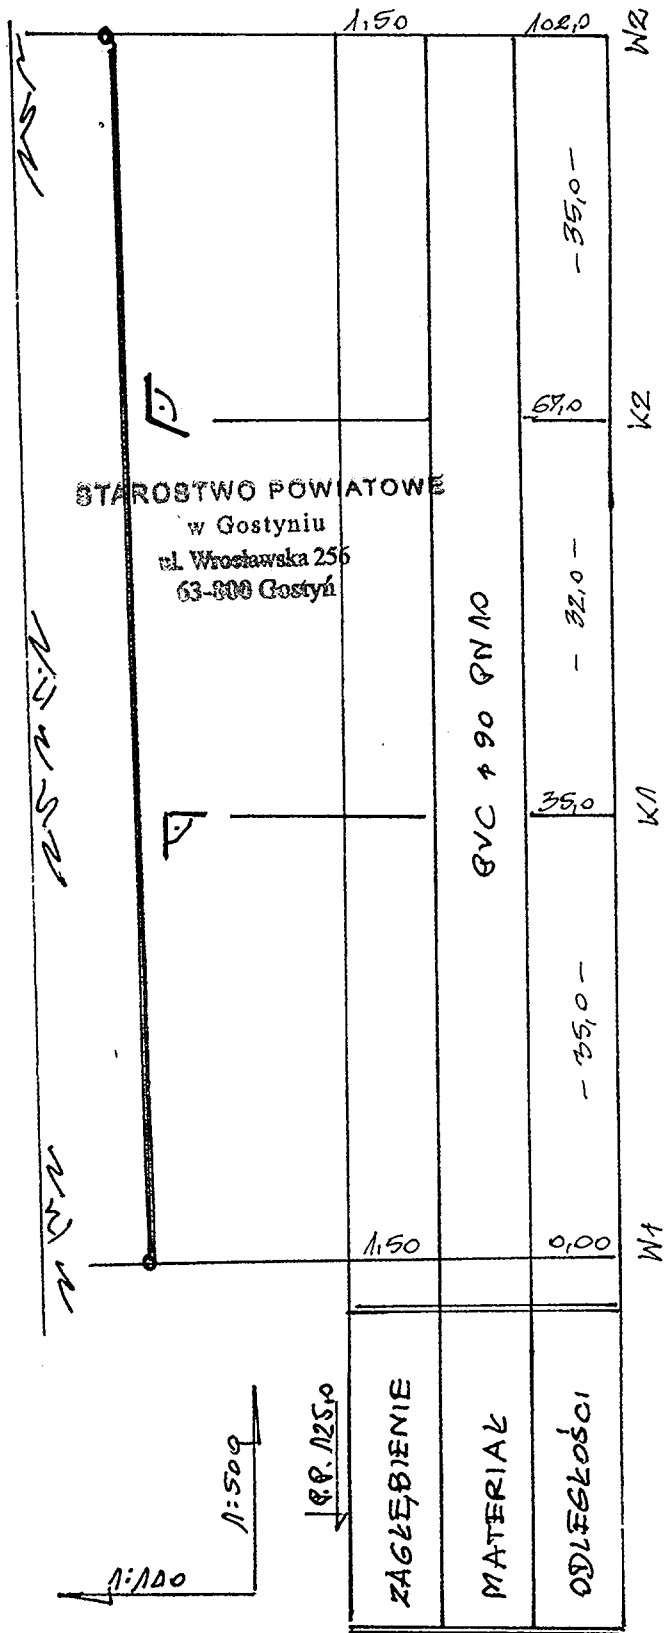 1:100
1:500
P.P. 125,0
ZAGŁĘBIENIE
1,50
1,50
MATERIAŁ
PVC φ 90 PN 10
ODLEGŁOŚCI
0,00
- 35,0 -
35,0
- 32,0 -
67,0
- 35,0 -
102,0
W1
K1
K2
W2
STAROSTWO POWIATOWE
w Gostyniu
ul. Wrocławska 256
63-800 Gostyń